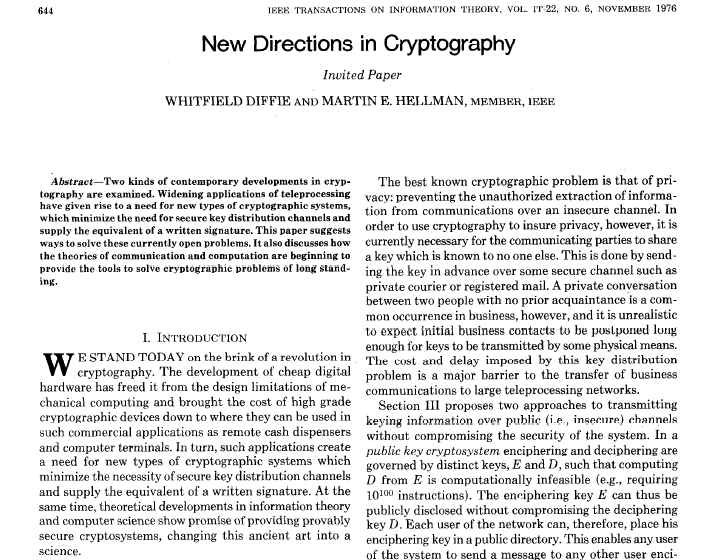 644
IEEE TRANSACTIONS ON INFORMATION THEORY, VOL. IT-22, NO. 6, NOVEMBER 1976
New Directions in Cryptography
Invited Paper
WHITFIELD DIFFIE AND MARTIN E. HELLMAN, MEMBER, IEEE
Abstract—Two kinds of contemporary developments in cryp-
tography are examined. Widening applications of teleprocessing
have given rise to a need for new types of cryptographic systems,
which minimize the need for secure key distribution channels and
supply the equivalent of a written signature. This paper suggests
ways to solve these currently open problems. It also discusses how
the theories of communication and computation are beginning to
provide the tools to solve cryptographic problems of long stand-
ing.
I. INTRODUCTION
WE STAND TODAY on the brink of a revolution in
cryptography. The development of cheap digital
hardware has freed it from the design limitations of me-
chanical computing and brought the cost of high grade
cryptographic devices down to where they can be used in
such commercial applications as remote cash dispensers
and computer terminals. In turn, such applications create
a need for new types of cryptographic systems which
minimize the necessity of secure key distribution channels
and supply the equivalent of a written signature. At the
same time, theoretical developments in information theory
and computer science show promise of providing provably
secure cryptosystems, changing this ancient art into a
science.
The best known cryptographic problem is that of pri-
vacy: preventing the unauthorized extraction of informa-
tion from communications over an insecure channel. In
order to use cryptography to insure privacy, however, it is
currently necessary for the communicating parties to share
a key which is known to no one else. This is done by send-
ing the key in advance over some secure channel such as
private courier or registered mail. A private conversation
between two people with no prior acquaintance is a com-
mon occurrence in business, however, and it is unrealistic
to expect initial business contacts to be postponed long
enough for keys to be transmitted by some physical means.
The cost and delay imposed by this key distribution
problem is a major barrier to the transfer of business
communications to large teleprocessing networks.
Section III proposes two approaches to transmitting
keying information over public (i.e., insecure) channels
without compromising the security of the system. In a
public key cryptosystem enciphering and deciphering are
governed by distinct keys, E and D, such that computing
D from E is computationally infeasible (e.g., requiring
10¹⁰⁰ instructions). The enciphering key E can thus be
publicly disclosed without compromising the deciphering
key D. Each user of the network can, therefore, place his
enciphering key in a public directory. This enables any user
of the system to send a message to any other user enci-